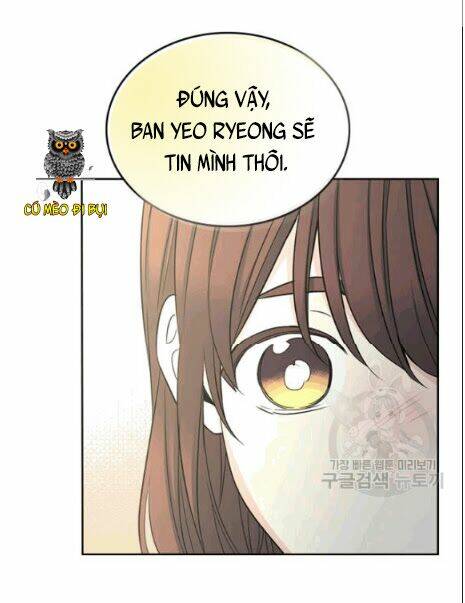 ĐÚNG VẬY,
BAN YEO RYEONG SẼ
TIN MÌNH THÔI.
CÚ MÈO ĐI BỤI
가장 빠른 웹툰 미리보기
구글검색 뉴토끼